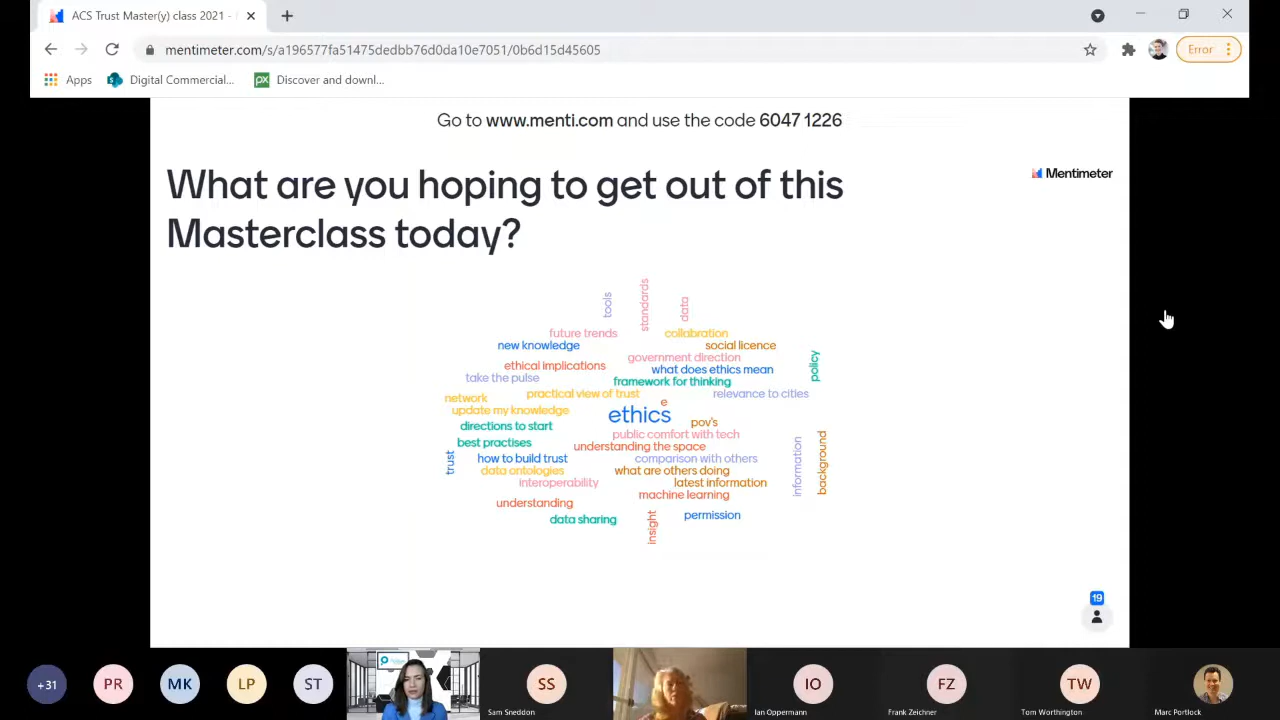 ACS Trust Master(y) class 2021 -
mentimeter.com/s/a196577fa51475dedbb76d0da10e7051/0b6d15d45605
Error
Apps
Digital Commercial...
Discover and downl...
Go to www.menti.com and use the code 6047 1226
What are you hoping to get out of this
Masterclass today?
Mentimeter
tools
standards
data
future trends
collabration
new knowledge
social licence
government direction
ethical implications
what does ethics mean
policy
take the pulse
framework for thinking
practical view of trust
relevance to cities
network
e
update my knowledge
ethics
pov's
directions to start
public comfort with tech
best practises
understanding the space
trust
how to build trust
comparison with others
information
background
data ontologies
what are others doing
interoperability
latest information
machine learning
understanding
data sharing
insight
permission
19
+31
PR
MK
LP
ST
SS
IO
FZ
TW
Sam Sneddon
Ian Oppermann
Frank Zeichner
Tom Worthington
Marc Portlock